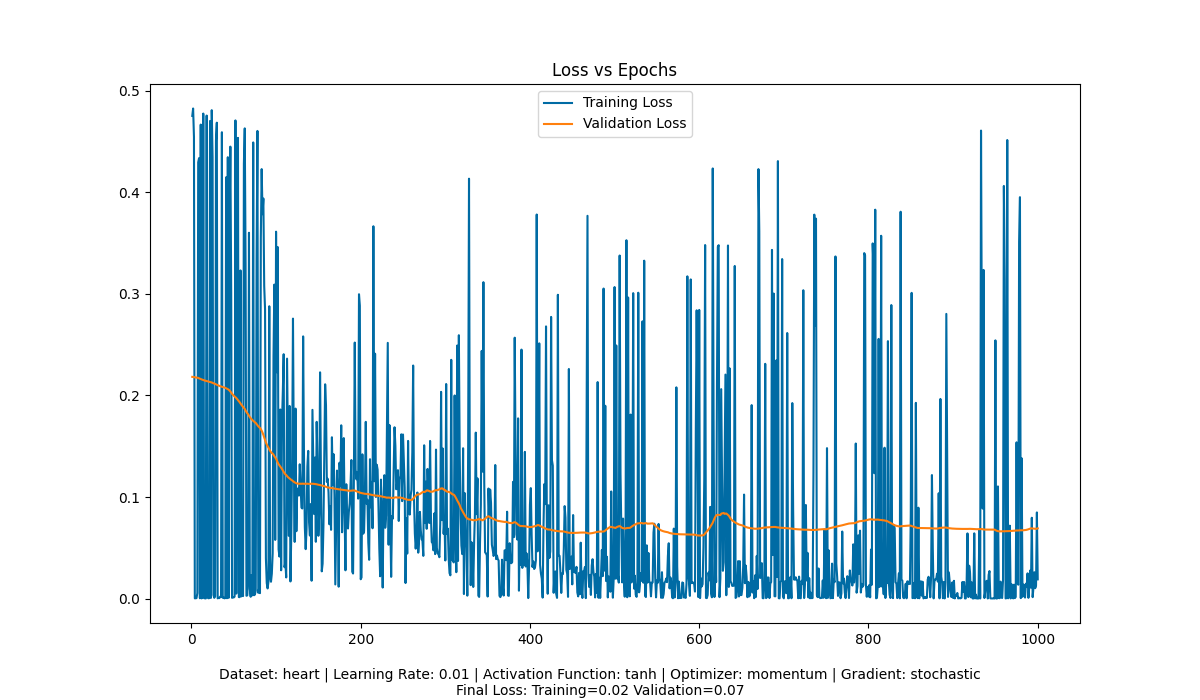 Loss vs Epochs
Training Loss
Validation Loss
0.5
0.4
0.3
0.2
0.1
0.0
0 200 400 600 800 1000
Dataset: heart | Learning Rate: 0.01 | Activation Function: tanh | Optimizer: momentum | Gradient: stochastic
Final Loss: Training=0.02 Validation=0.07